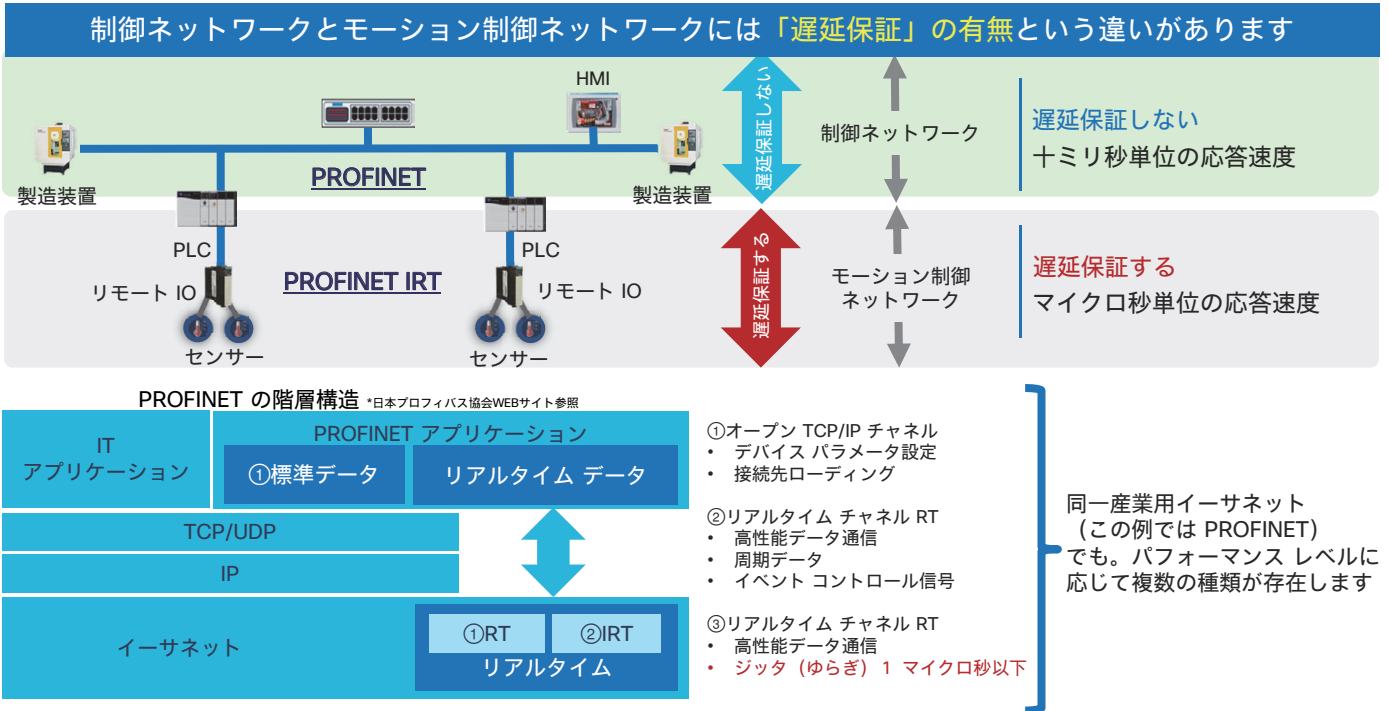 制御ネットワークとモーション制御ネットワークには「遅延保証」の有無という違いがあります
HMI
製造装置
PROFINET
製造装置
遅延保証しない
制御ネットワーク
遅延保証しない
十ミリ秒単位の応答速度
PLC
PLC
リモート IO
PROFINET IRT
リモート IO
センサー
センサー
遅延保証する
モーション制御
ネットワーク
遅延保証する
マイクロ秒単位の応答速度
PROFINET の階層構造 *日本プロフィバス協会WEBサイト参照
IT
アプリケーション
PROFINET アプリケーション
①標準データ
リアルタイム データ
TCP/UDP
IP
イーサネット
①RT
②IRT
リアルタイム
①オープン TCP/IP チャネル
• デバイス パラメータ設定
• 接続先ローディング
②リアルタイム チャネル RT
• 高性能データ通信
• 周期データ
• イベント コントロール信号
③リアルタイム チャネル RT
• 高性能データ通信
• ジッタ（ゆらぎ）1 マイクロ秒以下
同一産業用イーサネット
（この例では PROFINET）
でも。パフォーマンス レベルに
応じて複数の種類が存在します